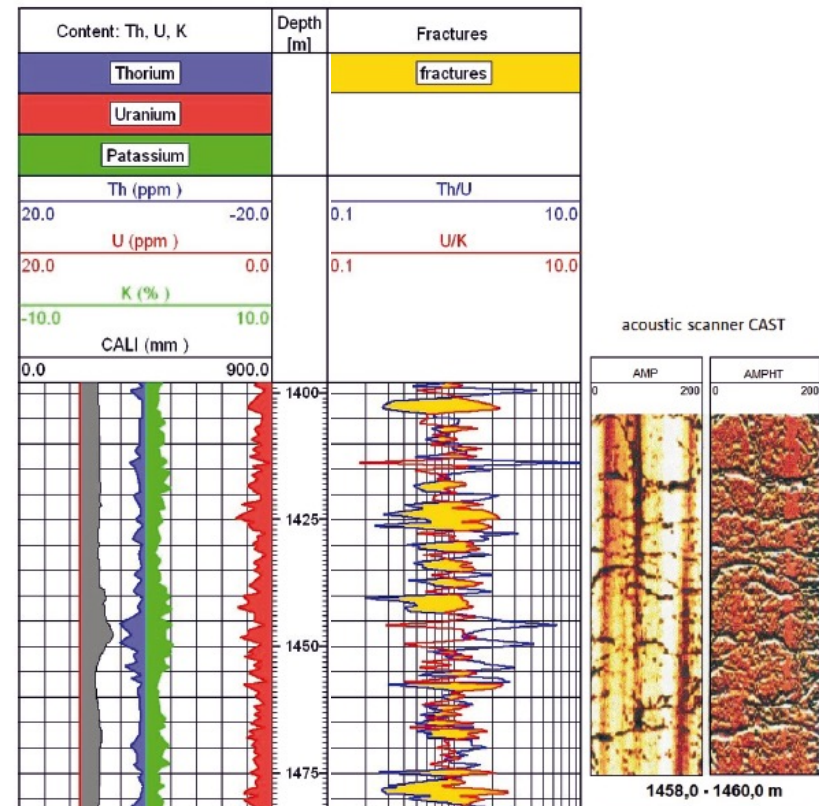 Content: Th, U, K
Depth
[m]
Fractures
Thorium
fractures
Uranium
Patassium
Th (ppm )
20.0 -20.0
Th/U
0.1 10.0
U (ppm )
20.0 0.0
U/K
0.1 10.0
K (% )
-10.0 10.0
CALI (mm )
0.0 900.0
acoustic scanner CAST
AMP
0 200
AMPHT
0 200
1400
1425
1450
1475
1458,0 - 1460,0 m